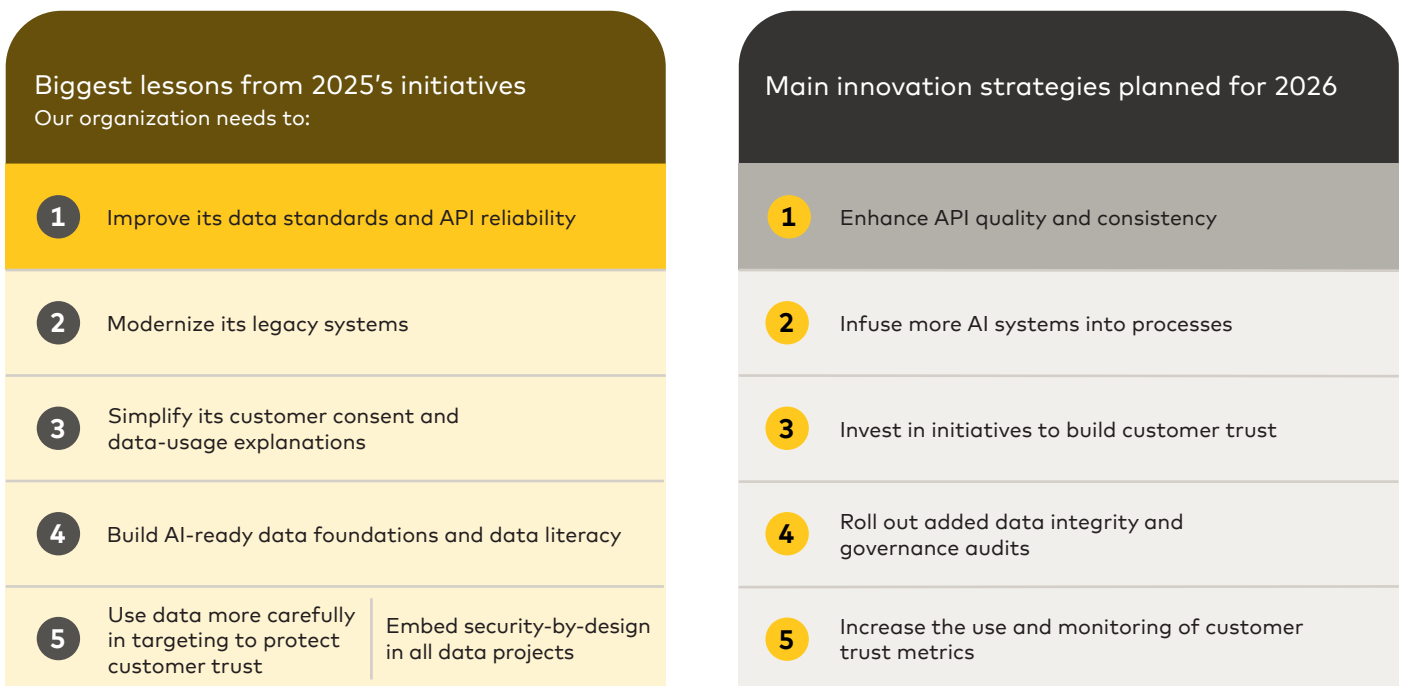 Biggest lessons from 2025’s initiatives
Our organization needs to:
1
Improve its data standards and API reliability
2
Modernize its legacy systems
3
Simplify its customer consent and
data-usage explanations
4
Build AI-ready data foundations and data literacy
5
Use data more carefully
in targeting to protect
customer trust
Embed security-by-design
in all data projects
Main innovation strategies planned for 2026
1
Enhance API quality and consistency
2
Infuse more AI systems into processes
3
Invest in initiatives to build customer trust
4
Roll out added data integrity and
governance audits
5
Increase the use and monitoring of customer
trust metrics